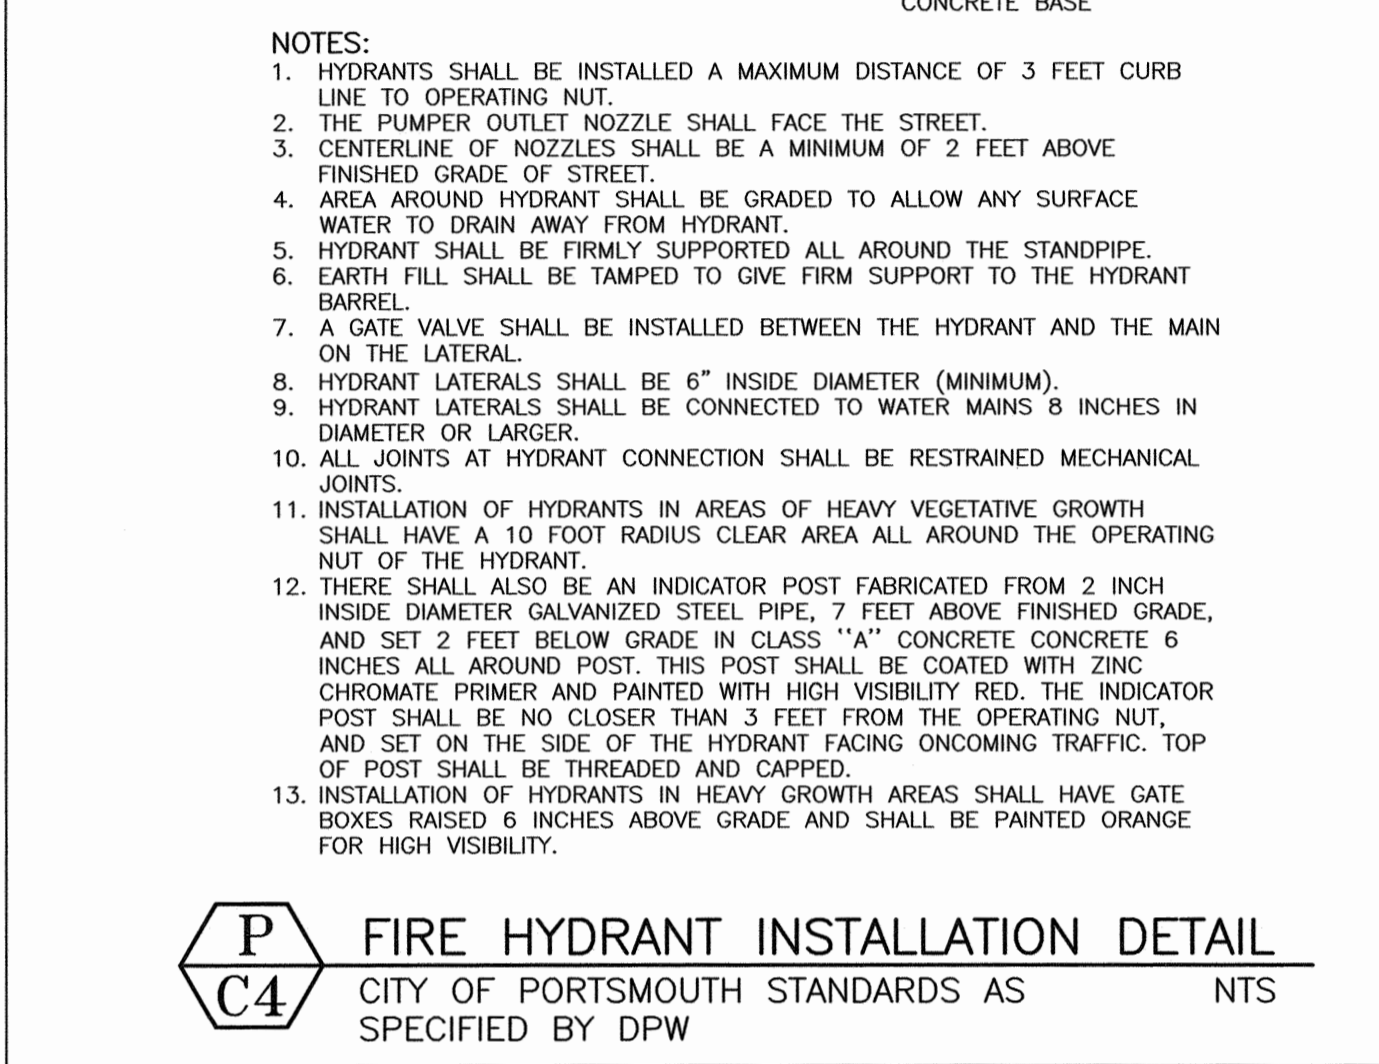 CONCRETE BASE
NOTES:
1. HYDRANTS SHALL BE INSTALLED A MAXIMUM DISTANCE OF 3 FEET CURB
LINE TO OPERATING NUT.
2. THE PUMPER OUTLET NOZZLE SHALL FACE THE STREET.
3. CENTERLINE OF NOZZLES SHALL BE A MINIMUM OF 2 FEET ABOVE
FINISHED GRADE OF STREET.
4. AREA AROUND HYDRANT SHALL BE GRADED TO ALLOW ANY SURFACE
WATER TO DRAIN AWAY FROM HYDRANT.
5. HYDRANT SHALL BE FIRMLY SUPPORTED ALL AROUND THE STANDPIPE.
6. EARTH FILL SHALL BE TAMPED TO GIVE FIRM SUPPORT TO THE HYDRANT
BARREL.
7. A GATE VALVE SHALL BE INSTALLED BETWEEN THE HYDRANT AND THE MAIN
ON THE LATERAL.
8. HYDRANT LATERALS SHALL BE 6" INSIDE DIAMETER (MINIMUM).
9. HYDRANT LATERALS SHALL BE CONNECTED TO WATER MAINS 8 INCHES IN
DIAMETER OR LARGER.
10. ALL JOINTS AT HYDRANT CONNECTION SHALL BE RESTRAINED MECHANICAL
JOINTS.
11. INSTALLATION OF HYDRANTS IN AREAS OF HEAVY VEGETATIVE GROWTH
SHALL HAVE A 10 FOOT RADIUS CLEAR AREA ALL AROUND THE OPERATING
NUT OF THE HYDRANT.
12. THERE SHALL ALSO BE AN INDICATOR POST FABRICATED FROM 2 INCH
INSIDE DIAMETER GALVANIZED STEEL PIPE, 7 FEET ABOVE FINISHED GRADE,
AND SET 2 FEET BELOW GRADE IN CLASS "A" CONCRETE CONCRETE 6
INCHES ALL AROUND POST. THIS POST SHALL BE COATED WITH ZINC
CHROMATE PRIMER AND PAINTED WITH HIGH VISIBILITY RED. THE INDICATOR
POST SHALL BE NO CLOSER THAN 3 FEET FROM THE OPERATING NUT,
AND SET ON THE SIDE OF THE HYDRANT FACING ONCOMING TRAFFIC. TOP
OF POST SHALL BE THREADED AND CAPPED.
13. INSTALLATION OF HYDRANTS IN HEAVY GROWTH AREAS SHALL HAVE GATE
BOXES RAISED 6 INCHES ABOVE GRADE AND SHALL BE PAINTED ORANGE
FOR HIGH VISIBILITY.
P
C4
FIRE HYDRANT INSTALLATION DETAIL
CITY OF PORTSMOUTH STANDARDS AS NTS
SPECIFIED BY DPW